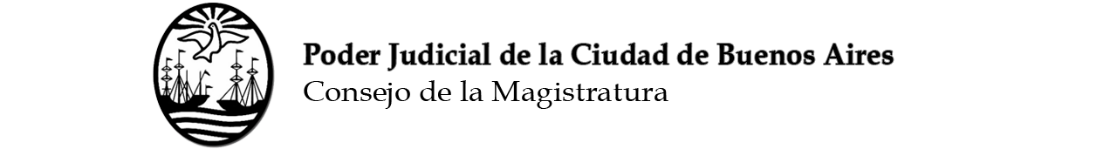 Poder Judicial de la Ciudad de Buenos Aires
Consejo de la Magistratura